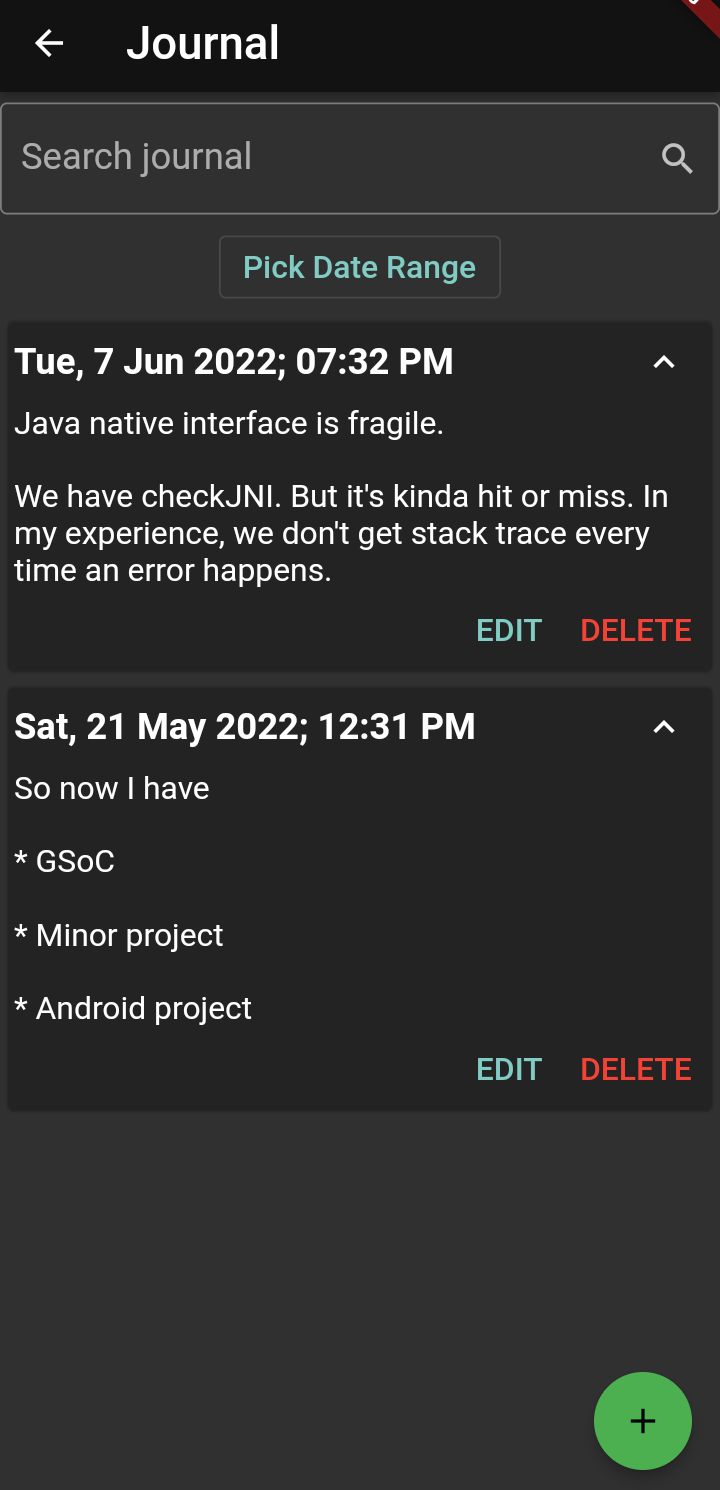 Journal
Search journal
Pick Date Range
Tue, 7 Jun 2022; 07:32 PM
Java native interface is fragile.
We have checkJNI. But it's kinda hit or miss. In
my experience, we don't get stack trace every
time an error happens.
EDIT DELETE
Sat, 21 May 2022; 12:31 PM
So now I have
* GSoC
* Minor project
* Android project
EDIT DELETE